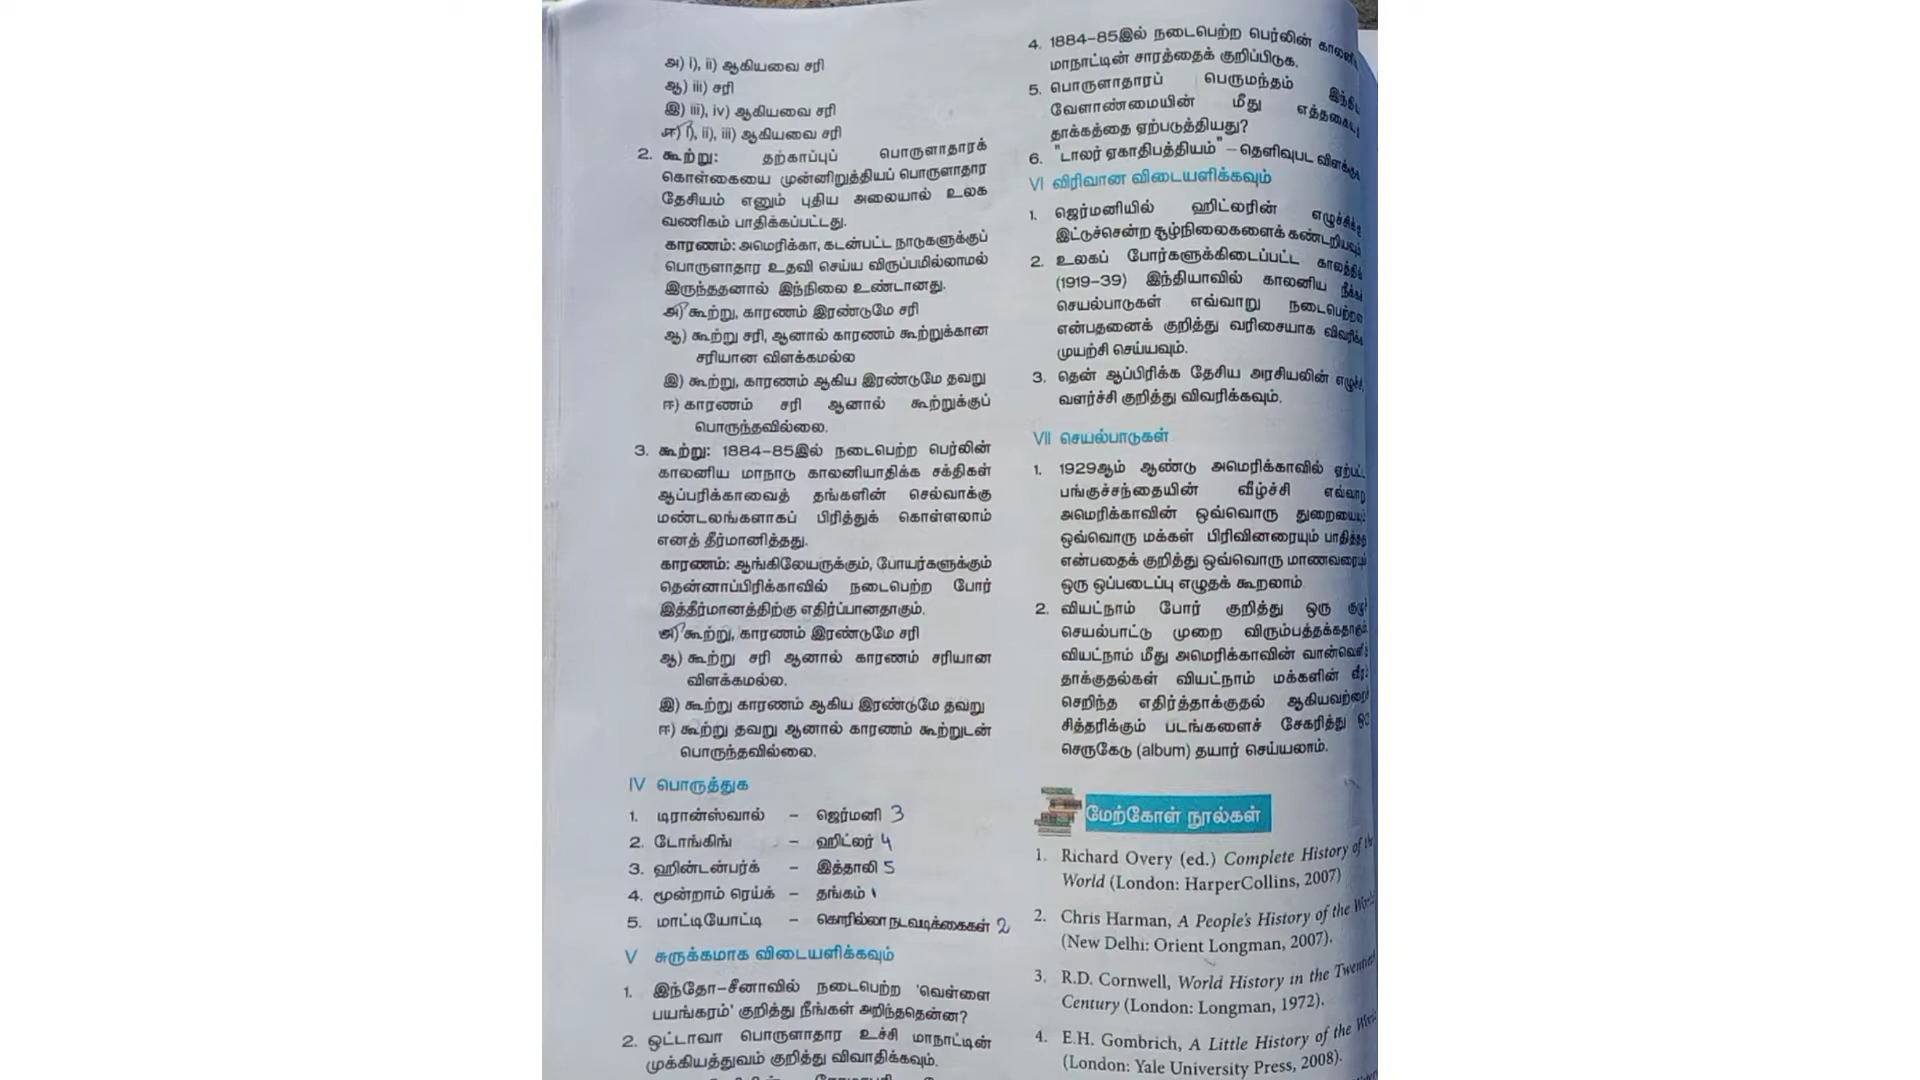 அ) i), ii) ஆகியவை சரி
ஆ) iii) சரி
இ) iii), iv) ஆகியவை சரி
ஈ) i), ii), iii) ஆகியவை சரி
2. கூற்று: தற்காப்புப் பொருளாதாரக்
கொள்கையை முன்னிறுத்தியப் பொருளாதார
தேசியம் எனும் புதிய அலையால் உலக
வணிகம் பாதிக்கப்பட்டது.
காரணம்: அமெரிக்கா, கடன்பட்ட நாடுகளுக்குப்
பொருளாதார உதவி செய்ய விருப்பமில்லாமல்
இருந்ததனால் இந்நிலை உண்டானது.
அ) கூற்று, காரணம் இரண்டுமே சரி
ஆ) கூற்று சரி, ஆனால் காரணம் கூற்றுக்கான
சரியான விளக்கமல்ல
இ) கூற்று, காரணம் ஆகிய இரண்டுமே தவறு
ஈ) காரணம் சரி ஆனால் கூற்றுக்குப்
பொருந்தவில்லை.
3. கூற்று: 1884–85இல் நடைபெற்ற பெர்லின்
காலனிய மாநாடு காலனியாதிக்க சக்திகள்
ஆப்பரிக்காவைத் தங்களின் செல்வாக்கு
மண்டலங்களாகப் பிரித்துக் கொள்ளலாம்
எனத் தீர்மானித்தது.
காரணம்: ஆங்கிலேயருக்கும், போயர்களுக்கும்
தென்னாப்பிரிக்காவில் நடைபெற்ற போர்
இத்தீர்மானத்திற்கு எதிர்ப்பானதாகும்.
அ) கூற்று, காரணம் இரண்டுமே சரி
ஆ) கூற்று சரி ஆனால் காரணம் சரியான
விளக்கமல்ல.
இ) கூற்று காரணம் ஆகிய இரண்டுமே தவறு
ஈ) கூற்று தவறு ஆனால் காரணம் கூற்றுடன்
பொருந்தவில்லை.
IV பொருத்துக
1. டிரான்ஸ்வால் – ஜெர்மனி 3
2. டோங்கிங் – ஹிட்லர் 4
3. ஹின்டன்பர்க் – இத்தாலி 5
4. மூன்றாம் ரெய்க் – தங்கம் 1
5. மாட்டியோட்டி – கொரில்லா நடவடிக்கைகள் 2
V சுருக்கமாக விடையளிக்கவும்
1. இந்தோ–சீனாவில் நடைபெற்ற 'வெள்ளை
பயங்கரம்' குறித்து நீங்கள் அறிந்ததென்ன?
2. ஒட்டாவா பொருளாதார உச்சி மாநாட்டின்
முக்கியத்துவம் குறித்து விவாதிக்கவும்.
4. 1884–85இல் நடைபெற்ற பெர்லின்
மாநாட்டின் சாரத்தைக் குறிப்பிடுக.
5. பொருளாதாரப் பெருமந்தம்
வேளாண்மையின் மீது
தாக்கத்தை ஏற்படுத்தியது?
6. "டாலர் ஏகாதிபத்தியம்" – தெளிவுபட
VI விரிவான விடையளிக்கவும்
1. ஜெர்மனியில் ஹிட்லரின்
இட்டுச்சென்ற சூழ்நிலைகளைக் கண்டறியவும்
2. உலகப் போர்களுக்கிடைப்பட்ட
(1919–39) இந்தியாவில் காலனிய
செயல்பாடுகள் எவ்வாறு
என்பதனைக் குறித்து வரிசையாக
முயற்சி செய்யவும்.
3. தென் ஆப்பிரிக்க தேசிய அரசியலின்
வளர்ச்சி குறித்து விவரிக்கவும்.
VII செயல்பாடுகள்
1. 1929ஆம் ஆண்டு அமெரிக்காவில்
பங்குச்சந்தையின் வீழ்ச்சி
அமெரிக்காவின் ஒவ்வொரு
ஒவ்வொரு மக்கள் பிரிவினரையும்
என்பதைக் குறித்து ஒவ்வொரு
ஒரு ஒப்படைப்பு எழுதக் கூறலாம்.
2. வியட்நாம் போர் குறித்து ஒரு
செயல்பாட்டு முறை விரும்பத்தக்கதாகும்.
வியட்நாம் மீது அமெரிக்காவின்
தாக்குதல்கள் வியட்நாம் மக்களின்
செறிந்த எதிர்த்தாக்குதல்
சித்தரிக்கும் படங்களைச் சேகரித்து
செருகேடு (album) தயார் செய்யலாம்.
மேற்கோள் நூல்கள்
1. Richard Overy (ed.) Complete History of the
World (London: HarperCollins, 2007)
2. Chris Harman, A People's History of the
(New Delhi: Orient Longman, 2007).
3. R.D. Cornwell, World History in the
Century (London: Longman, 1972).
4. E.H. Gombrich, A Little History of the
(London: Yale University Press, 2008).